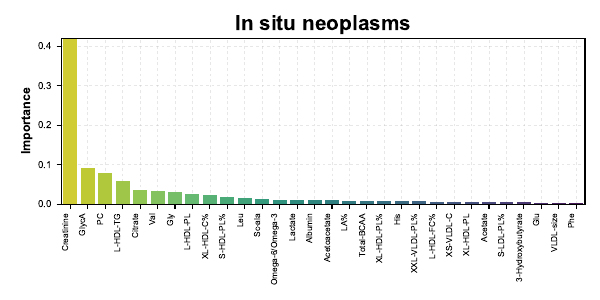 In situ neoplasms
Importance
0.4
0.3
0.2
0.1
0.0
Creatinine
GlycA
PC
L-HDL-TG
Citrate
Val
Gly
L-HDL-PL
XL-HDL-C%
S-HDL-PL%
Leu
Omega-6/Omega-3
Lactate
Albumin
Acetoacetate
LA%
Total-BCAA
XL-HDL-PL%
His
XXL-VLDL-PL%
L-HDL-FC%
XS-VLDL-C
XL-HDL-PL
Acetate
S-LDL-PL%
3-Hydroxybutyrate
Glu
VLDL-size
Phe